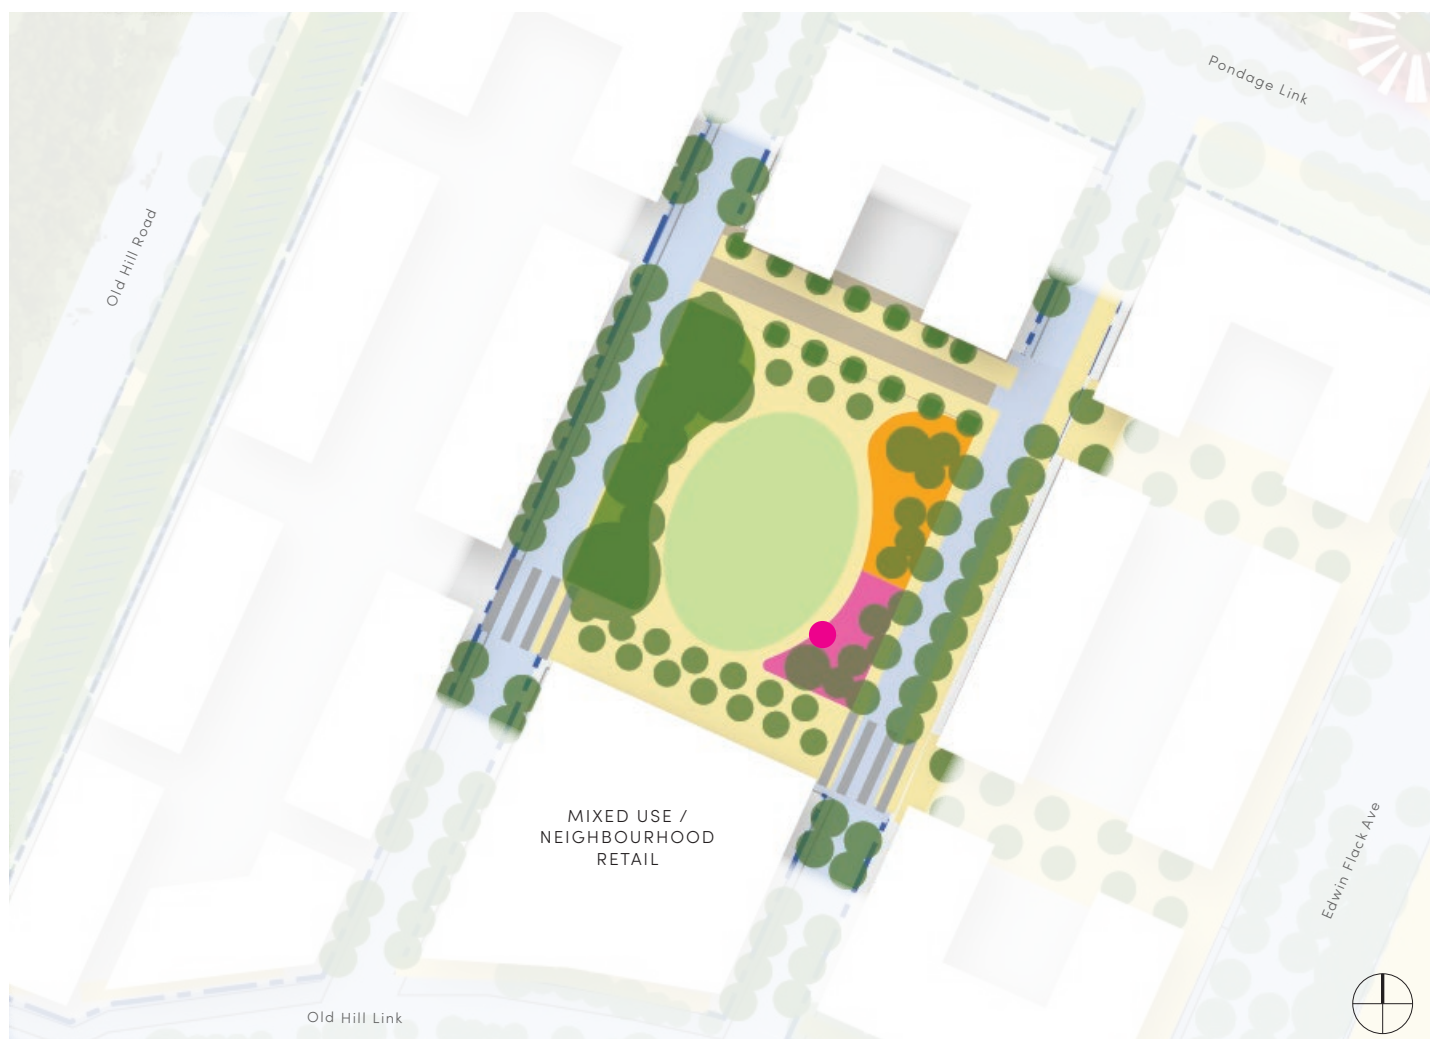 Pondage Link
Old Hill Road
MIXED USE /
NEIGHBOURHOOD
RETAIL
Edwin Flack Ave
Old Hill Link